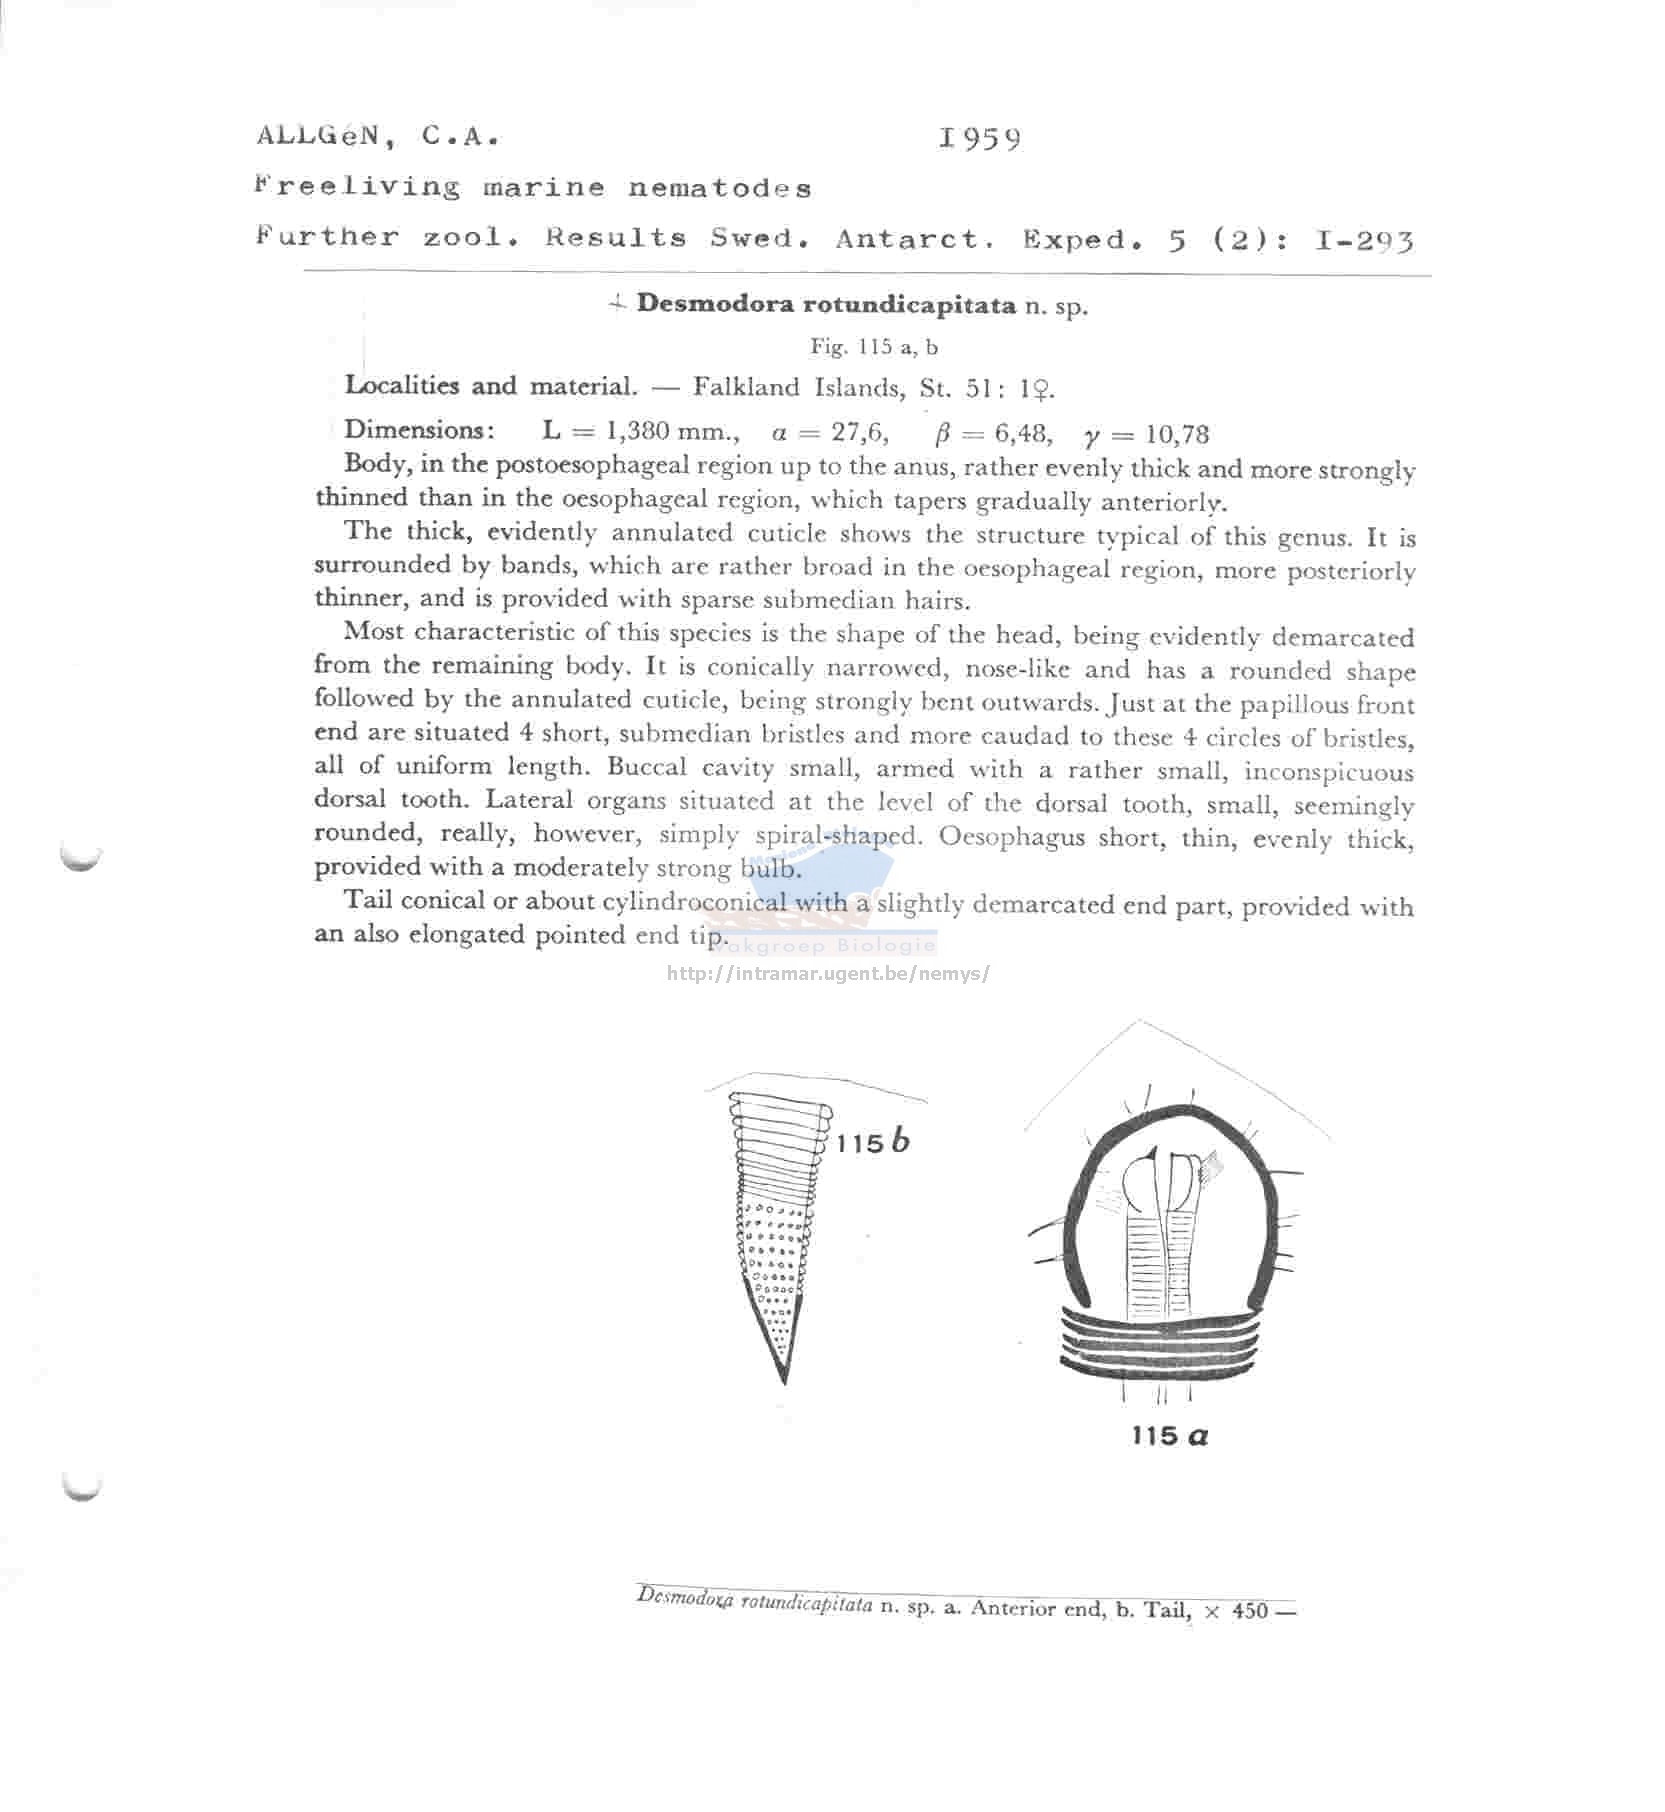 ALLGéN, C.A. I959
Freeliving marine nematodes
Further zool. Results Swed. Antarct. Exped. 5 (2): I-293
Desmodora rotundicapitata n. sp.
Fig. 115 a, b
Localities and material. — Falkland Islands, St. 51: 1♀.
Dimensions: L = 1,380 mm., α = 27,6, β = 6,48, γ = 10,78
Body, in the postoesophageal region up to the anus, rather evenly thick and more strongly
thinned than in the oesophageal region, which tapers gradually anteriorly.
The thick, evidently annulated cuticle shows the structure typical of this genus. It is
surrounded by bands, which are rather broad in the oesophageal region, more posteriorly
thinner, and is provided with sparse submedian hairs.
Most characteristic of this species is the shape of the head, being evidently demarcated
from the remaining body. It is conically narrowed, nose-like and has a rounded shape
followed by the annulated cuticle, being strongly bent outwards. Just at the papillous front
end are situated 4 short, submedian bristles and more caudad to these 4 circles of bristles,
all of uniform length. Buccal cavity small, armed with a rather small, inconspicuous
dorsal tooth. Lateral organs situated at the level of the dorsal tooth, small, seemingly
rounded, really, however, simply spiral-shaped. Oesophagus short, thin, evenly thick,
provided with a moderately strong bulb.
Tail conical or about cylindroconical with a slightly demarcated end part, provided with
an also elongated pointed end tip.
Vakgroep Biologie
http://intramar.ugent.be/nemys/
115 b
115 a
Desmodora rotundicapitata n. sp. a. Anterior end, b. Tail, × 450 —